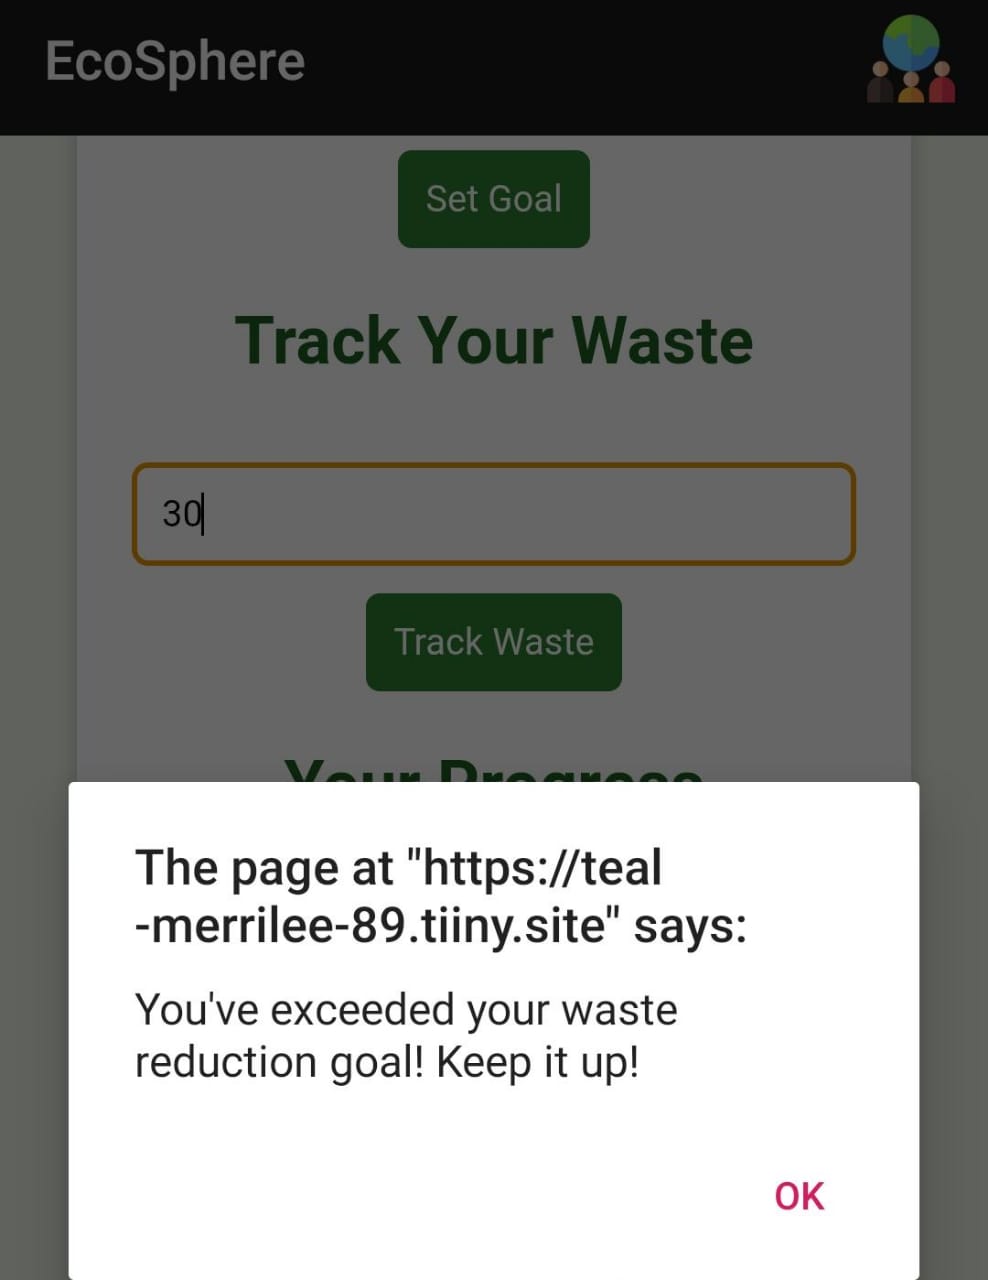 EcoSphere
Set Goal
Track Your Waste
30
Track Waste
Your Progress
The page at "https://teal
-merrilee-89.tiiny.site" says:
You've exceeded your waste
reduction goal! Keep it up!
OK